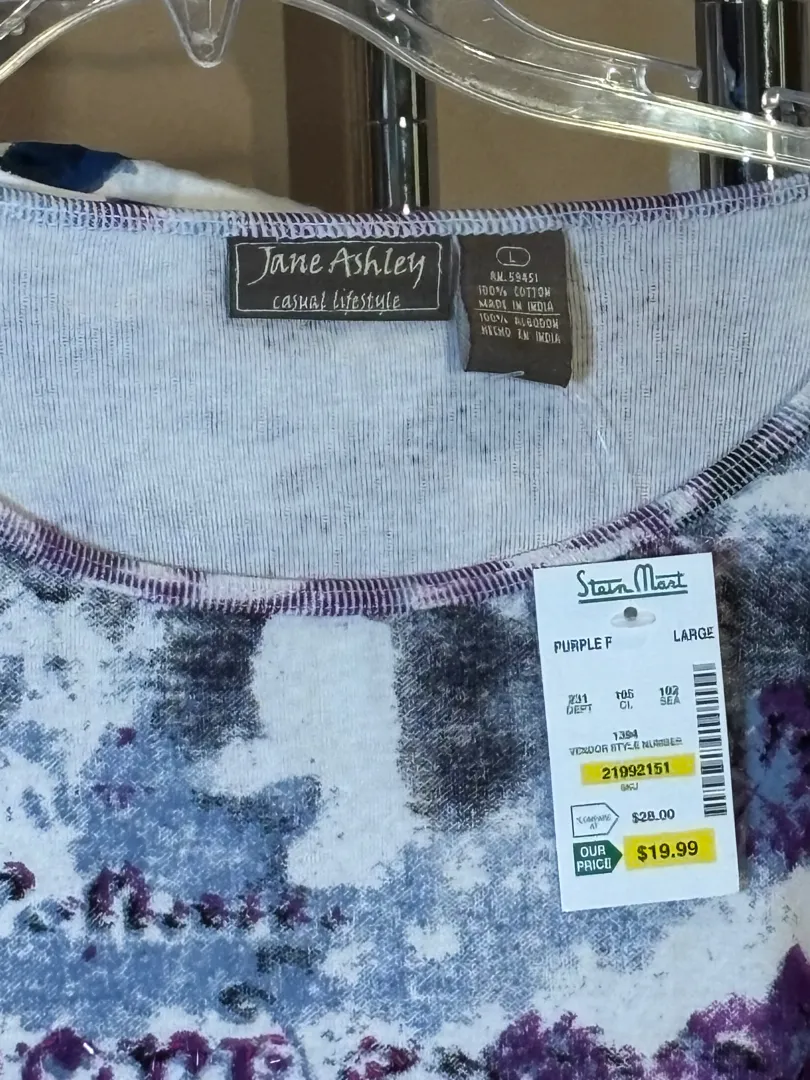 Jane Ashley
casual lifestyle
L
RN.59451
100% COTTON
MADE IN INDIA
100% ALGODON
HECHO EN INDIA
Stein Mart
PURPLE F LARGE
231 105 102
DEPT CL SEA
1394
VENDOR STYLE NUMBER
21992151
SKU
COMPARE
AT
$28.00
OUR
PRICE
$19.99